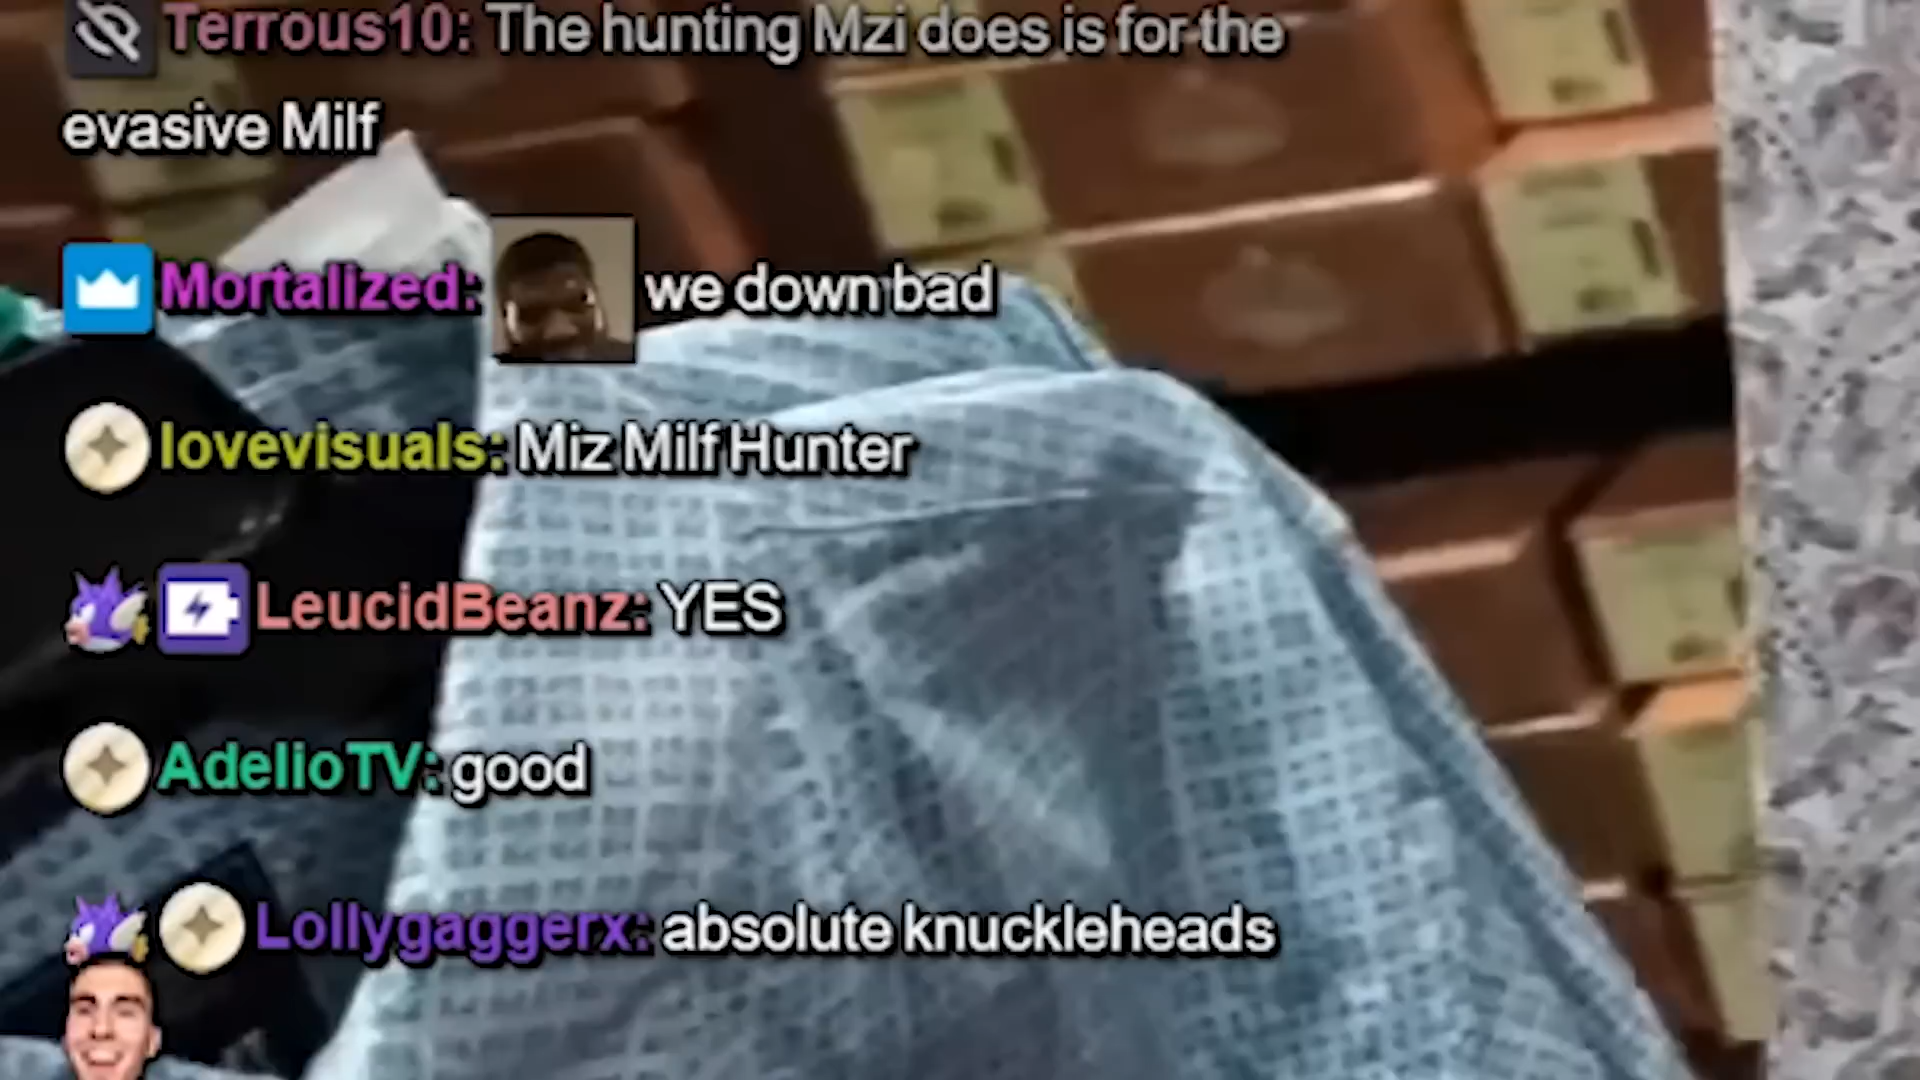 Terrous10: The hunting Mzi does is for the
evasive Milf
Mortalized: we down bad
lovevisuals: Miz Milf Hunter
LeucidBeanz: YES
AdelioTV: good
Lollygaggerx: absolute knuckleheads